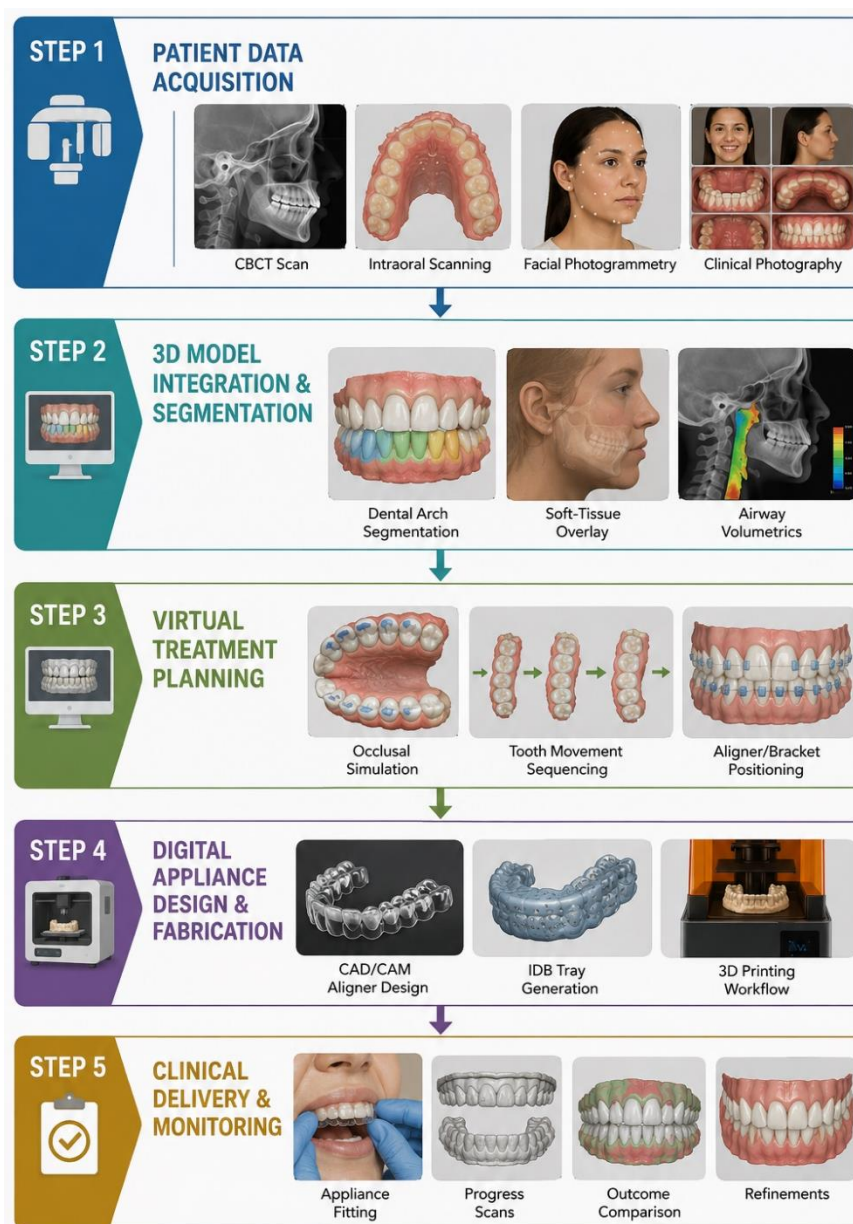 STEP 1
PATIENT DATA
ACQUISITION
CBCT Scan
Intraoral Scanning
Facial Photogrammetry
Clinical Photography
STEP 2
3D MODEL
INTEGRATION &
SEGMENTATION
Dental Arch
Segmentation
Soft-Tissue
Overlay
Airway
Volumetrics
STEP 3
VIRTUAL
TREATMENT
PLANNING
Occlusal
Simulation
Tooth Movement
Sequencing
Aligner/Bracket
Positioning
STEP 4
DIGITAL
APPLIANCE
DESIGN &
FABRICATION
CAD/CAM
Aligner Design
IDB Tray
Generation
3D Printing
Workflow
STEP 5
CLINICAL
DELIVERY &
MONITORING
Appliance
Fitting
Progress
Scans
Outcome
Comparison
Refinements